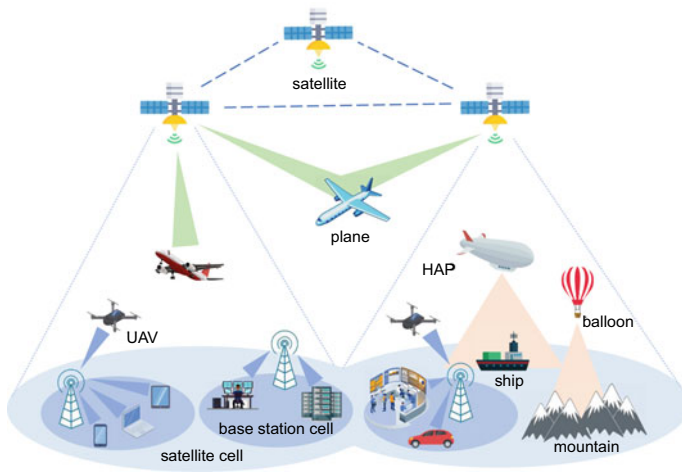 satellite
plane
HAP
UAV
balloon
ship
base station cell
mountain
satellite cell